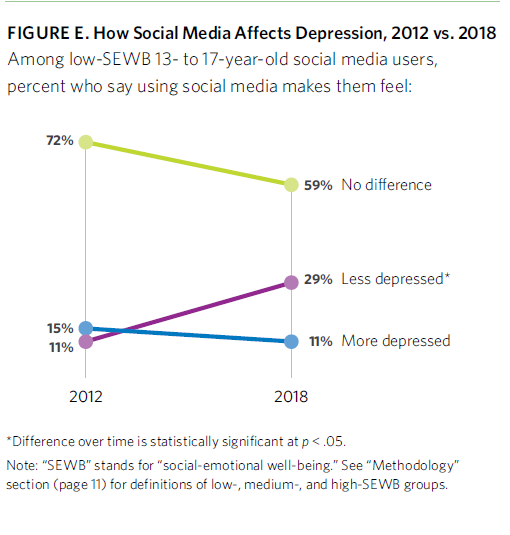 FIGURE E. How Social Media Affects Depression, 2012 vs. 2018
Among low-SEWB 13- to 17-year-old social media users,
percent who say using social media makes them feel:
72%
59% No difference
29% Less depressed*
15%
11%
11% More depressed
2012 2018
*Difference over time is statistically significant at p < .05.
Note: “SEWB” stands for “social-emotional well-being.” See “Methodology”
section (page 11) for definitions of low-, medium-, and high-SEWB groups.